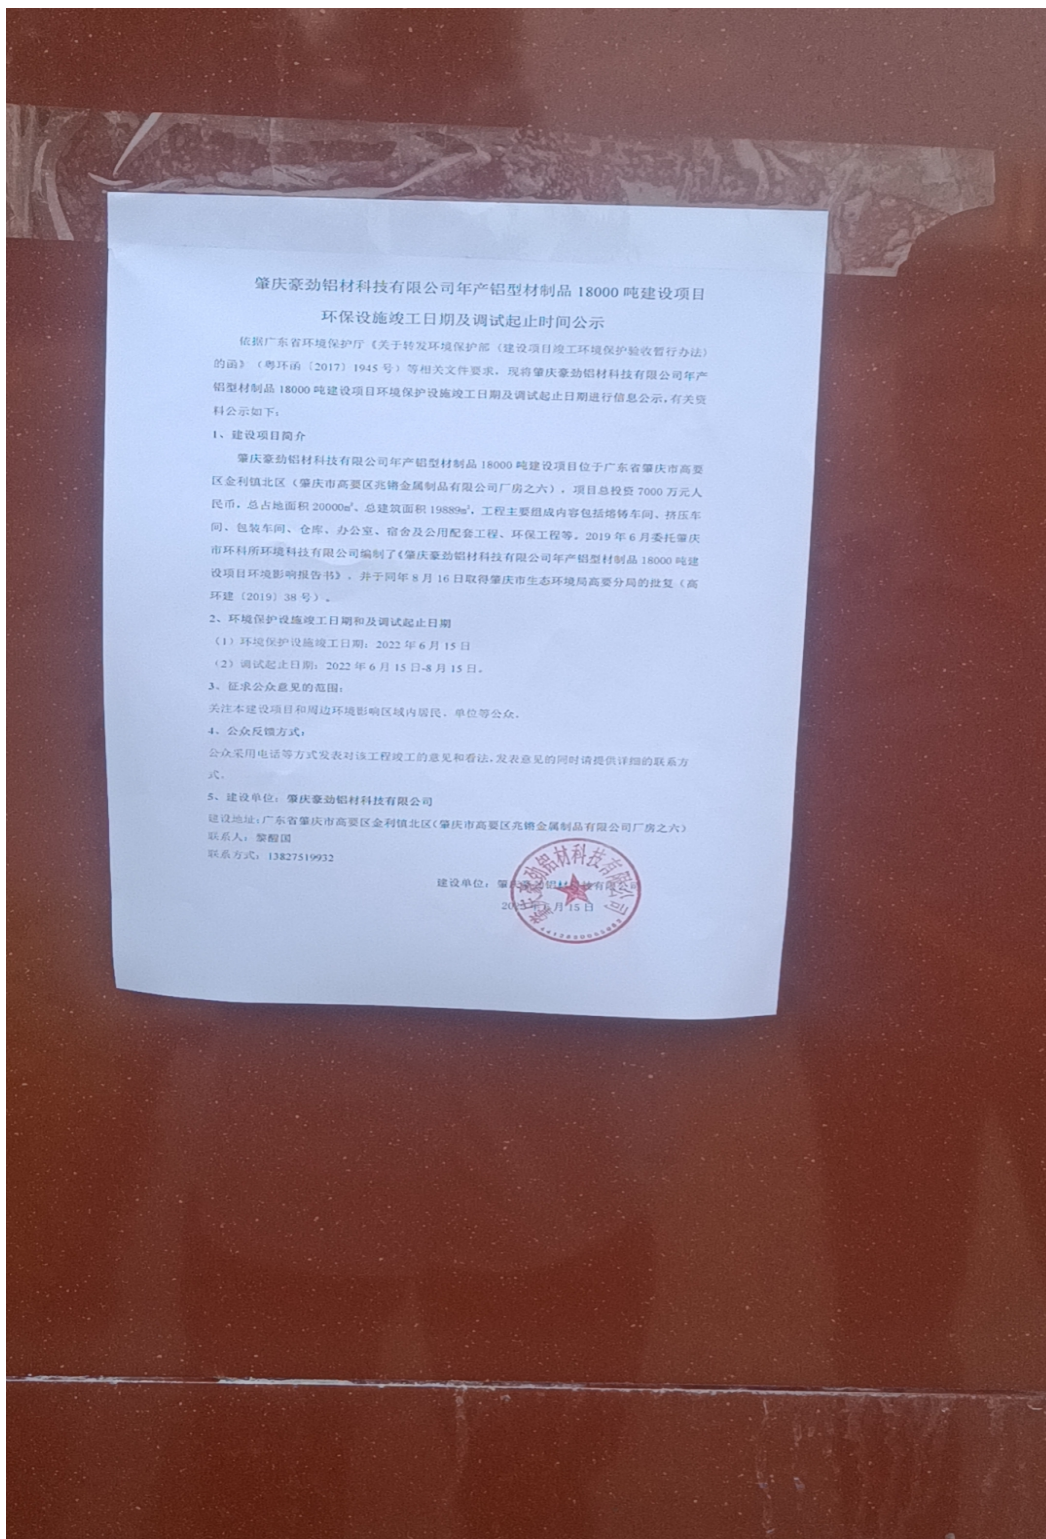 肇庆豪劲铝材科技有限公司年产铝型材制品 18000 吨建设项目
环保设施竣工日期及调试起止时间公示
依据广东省环境保护厅《关于转发环境保护部〈建设项目竣工环境保护验收暂行办法〉
的函》（粤环函〔2017〕1945 号）等相关文件要求，现将肇庆豪劲铝材科技有限公司年产
铝型材制品 18000 吨建设项目环境保护设施竣工日期及调试起止日期进行信息公示，有关资
料公示如下：
1、建设项目简介
肇庆豪劲铝材科技有限公司年产铝型材制品 18000 吨建设项目位于广东省肇庆市高要
区金利镇北区（肇庆市高要区兆锵金属制品有限公司厂房之六），项目总投资 7000 万元人
民币，总占地面积 20000㎡、总建筑面积 19889㎡，工程主要组成内容包括熔铸车间、挤压车
间、包装车间、仓库、办公室、宿舍及公用配套工程、环保工程等。2019 年 6 月委托肇庆
市环科所环境科技有限公司编制了《肇庆豪劲铝材科技有限公司年产铝型材制品 18000 吨建
设项目环境影响报告书》，并于同年 8 月 16 日取得肇庆市生态环境局高要分局的批复（高
环建〔2019〕38 号）。
2、环境保护设施竣工日期和及调试起止日期
（1）环境保护设施竣工日期：2022 年 6 月 15 日
（2）调试起止日期：2022 年 6 月 15 日-8 月 15 日。
3、征求公众意见的范围：
关注本建设项目和周边环境影响区域内居民、单位等公众。
4、公众反馈方式：
公众采用电话等方式发表对该工程竣工的意见和看法，发表意见的同时请提供详细的联系方
式。
5、建设单位：肇庆豪劲铝材科技有限公司
建设地址：广东省肇庆市高要区金利镇北区（肇庆市高要区兆锵金属制品有限公司厂房之六）
联系人：黎醒国
联系方式：13827519932
建设单位：肇庆豪劲铝材科技有限公司
2022 年 6 月 15 日
肇庆豪劲铝材科技有限公司